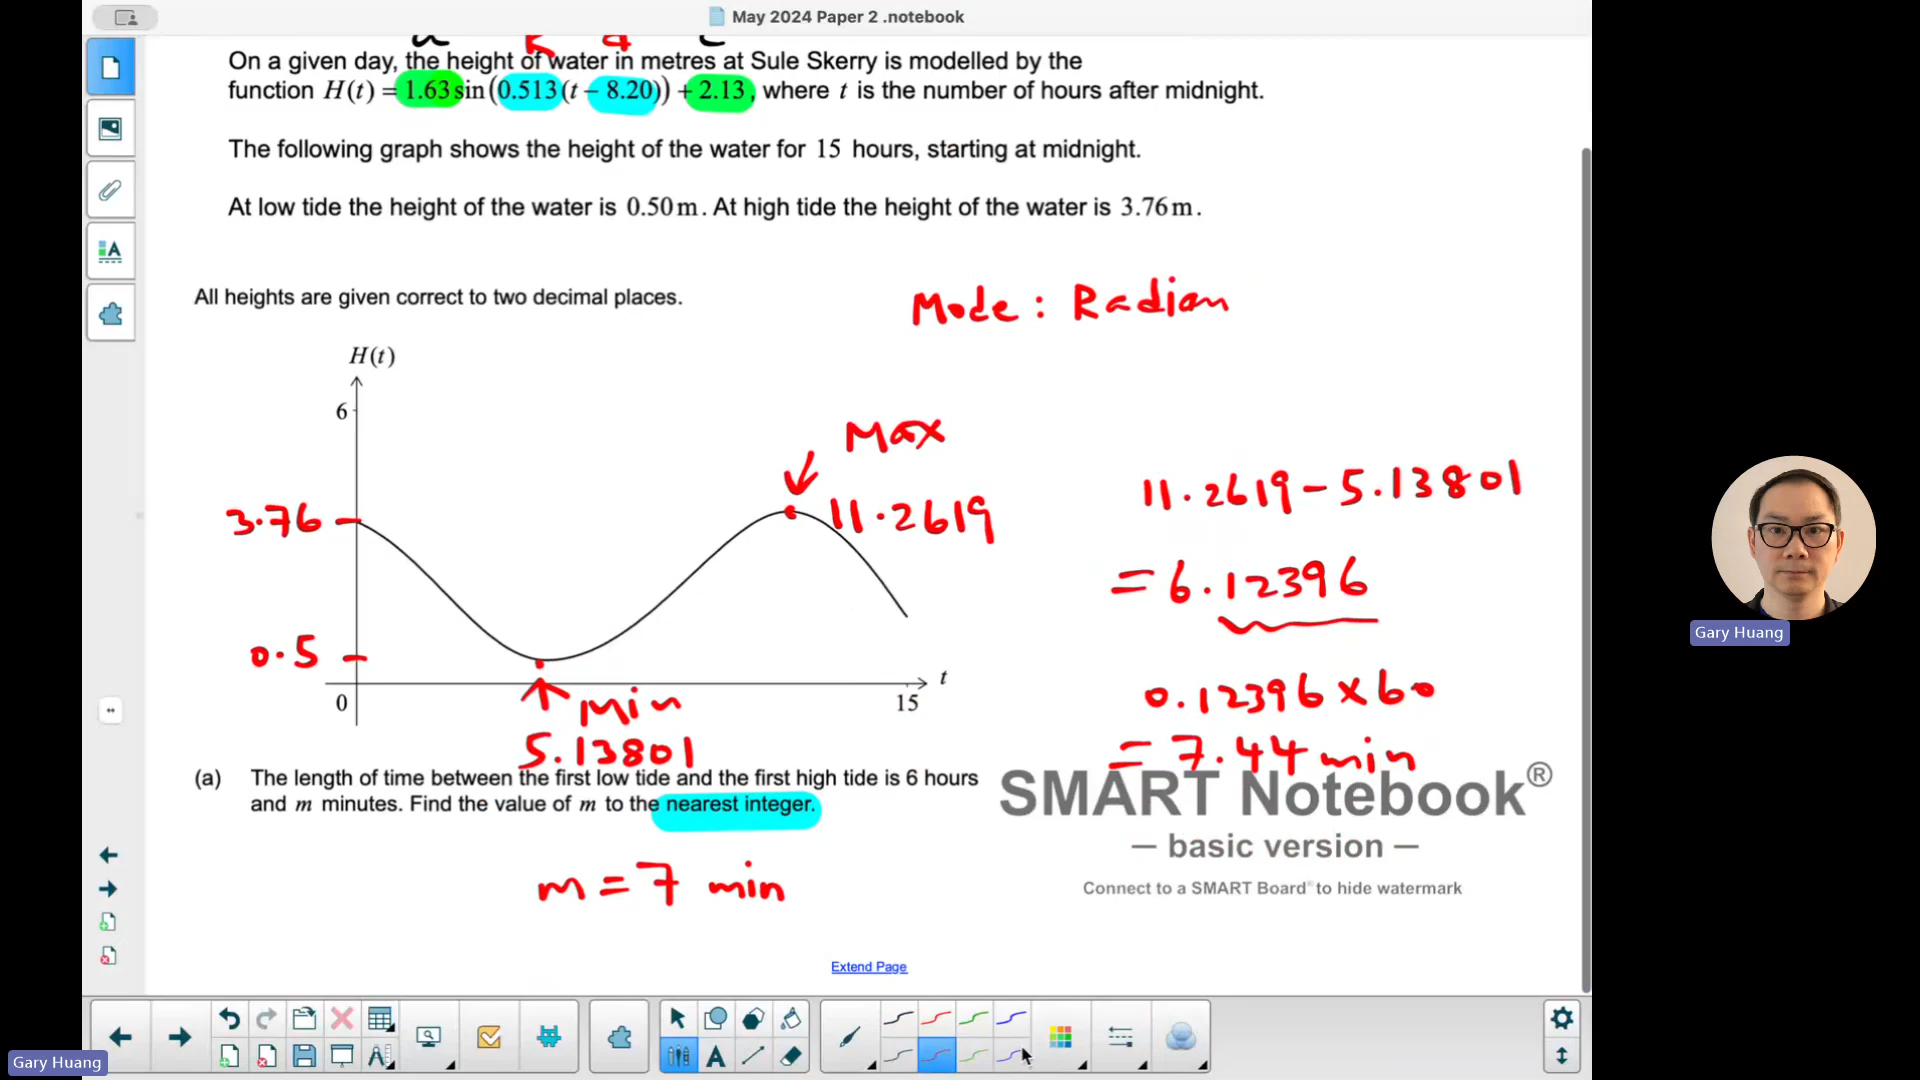 May 2024 Paper 2 .notebook
On a given day, the height of water in metres at Sule Skerry is modelled by the
function H(t) = 1.63 sin(0.513(t − 8.20)) + 2.13, where t is the number of hours after midnight.
The following graph shows the height of the water for 15 hours, starting at midnight.
At low tide the height of the water is 0.50 m. At high tide the height of the water is 3.76 m.
All heights are given correct to two decimal places.
Mode : Radian
H(t)
6
Max
3.76
11.2619
11.2619 - 5.13801
= 6.12396
0.5
t
0
15
Min
5.13801
0.12396 x 60
= 7.44 min
(a) The length of time between the first low tide and the first high tide is 6 hours
and m minutes. Find the value of m to the nearest integer.
m = 7 min
SMART Notebook®
— basic version —
Connect to a SMART Board® to hide watermark
Extend Page
Gary Huang
Gary Huang